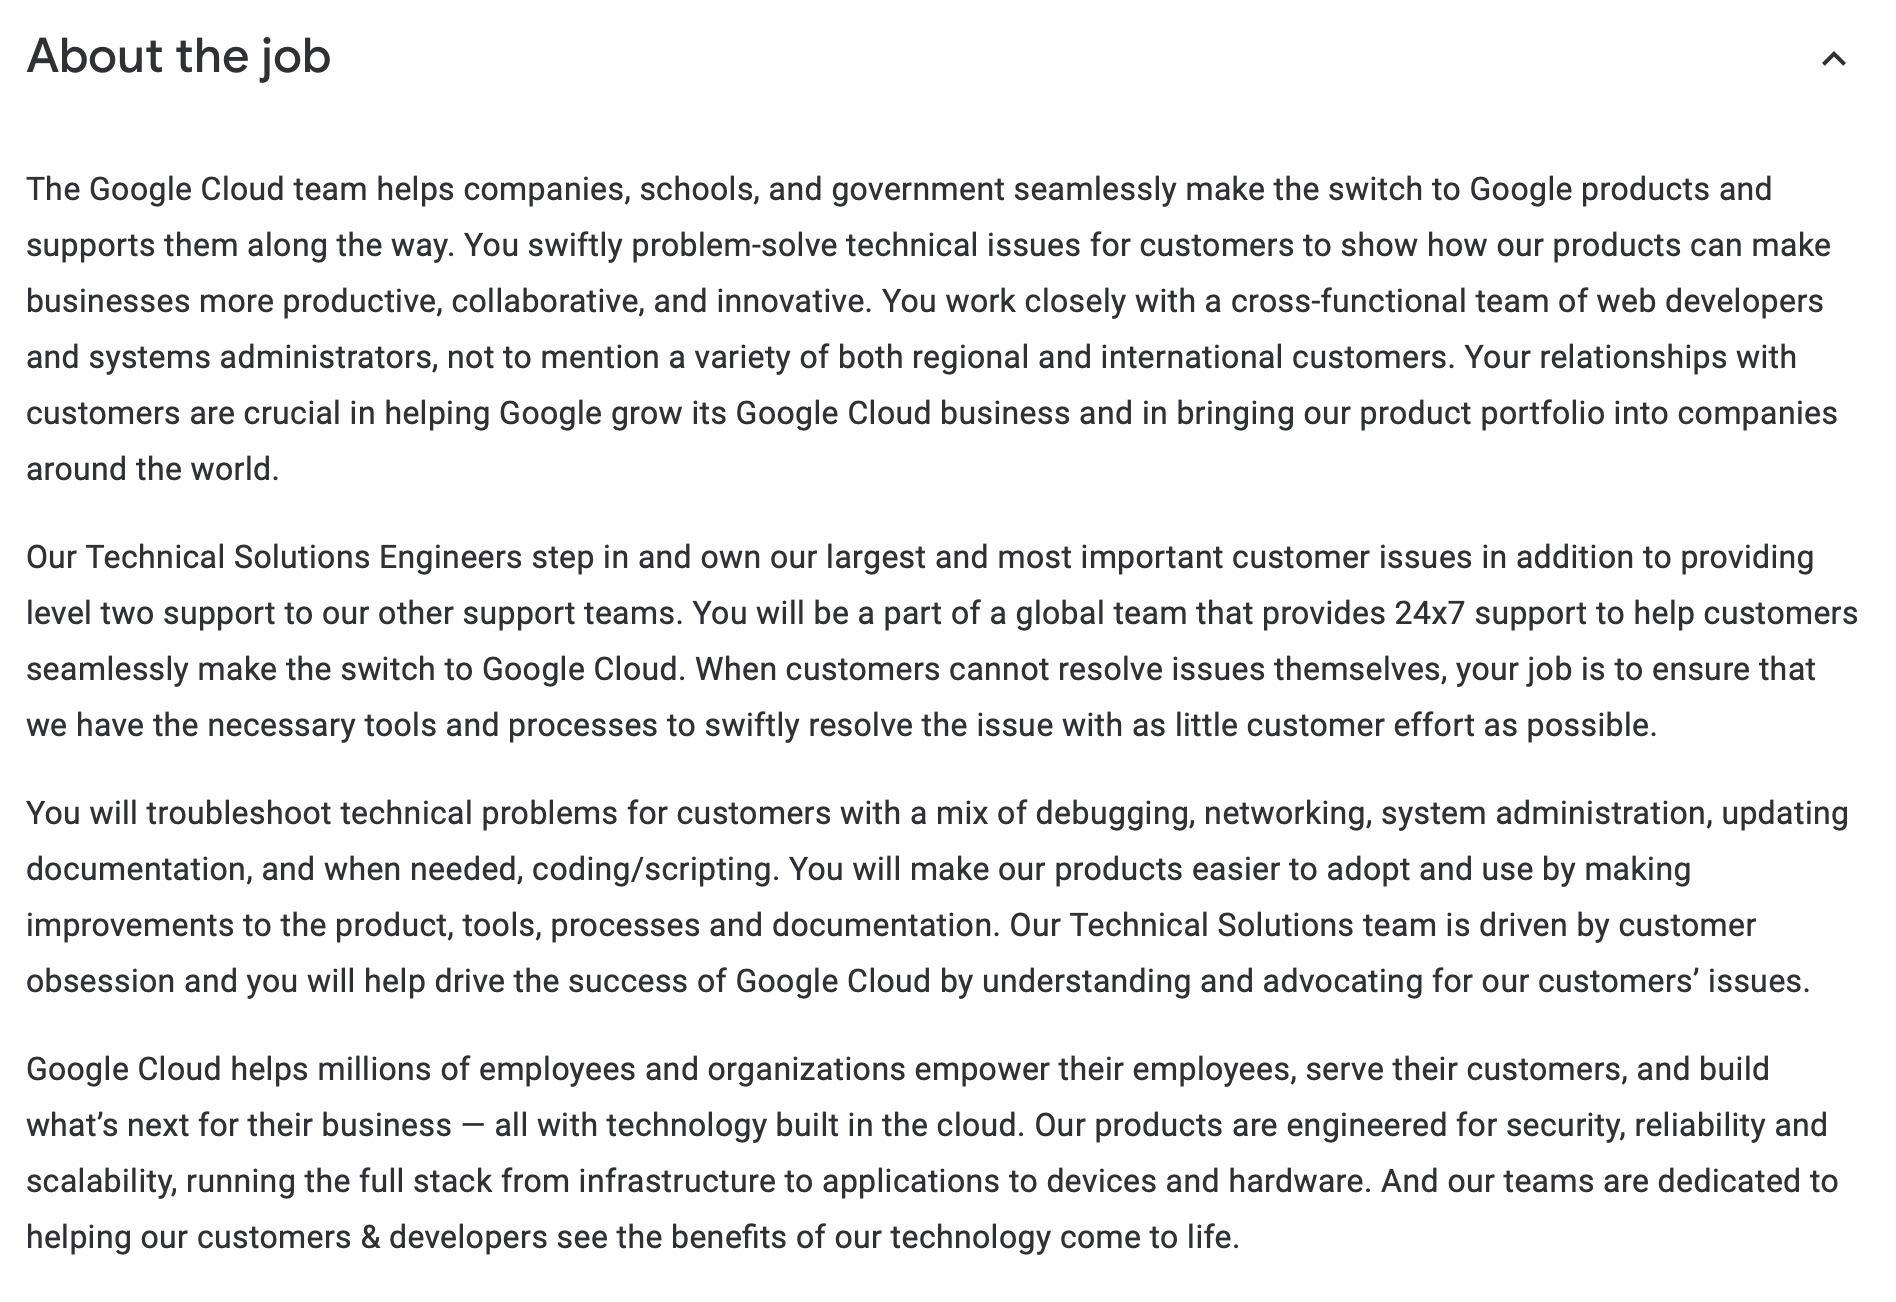 About the job
The Google Cloud team helps companies, schools, and government seamlessly make the switch to Google products and
supports them along the way. You swiftly problem-solve technical issues for customers to show how our products can make
businesses more productive, collaborative, and innovative. You work closely with a cross-functional team of web developers
and systems administrators, not to mention a variety of both regional and international customers. Your relationships with
customers are crucial in helping Google grow its Google Cloud business and in bringing our product portfolio into companies
around the world.
Our Technical Solutions Engineers step in and own our largest and most important customer issues in addition to providing
level two support to our other support teams. You will be a part of a global team that provides 24x7 support to help customers
seamlessly make the switch to Google Cloud. When customers cannot resolve issues themselves, your job is to ensure that
we have the necessary tools and processes to swiftly resolve the issue with as little customer effort as possible.
You will troubleshoot technical problems for customers with a mix of debugging, networking, system administration, updating
documentation, and when needed, coding/scripting. You will make our products easier to adopt and use by making
improvements to the product, tools, processes and documentation. Our Technical Solutions team is driven by customer
obsession and you will help drive the success of Google Cloud by understanding and advocating for our customers’ issues.
Google Cloud helps millions of employees and organizations empower their employees, serve their customers, and build
what’s next for their business — all with technology built in the cloud. Our products are engineered for security, reliability and
scalability, running the full stack from infrastructure to applications to devices and hardware. And our teams are dedicated to
helping our customers & developers see the benefits of our technology come to life.